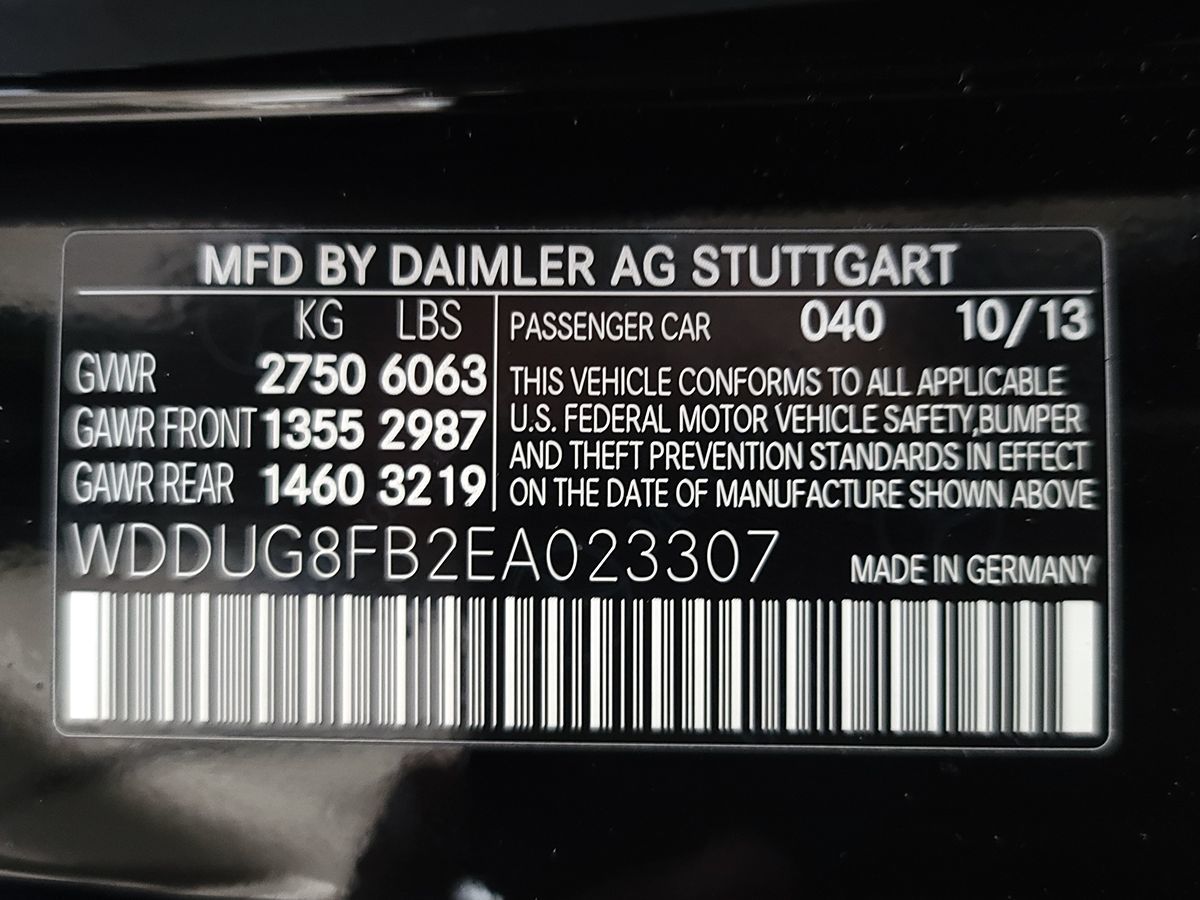 MFD BY DAIMLER AG STUTTGART
KG LBS
GVWR 2750 6063
GAWR FRONT 1355 2987
GAWR REAR 1460 3219
PASSENGER CAR 040 10/13
THIS VEHICLE CONFORMS TO ALL APPLICABLE
U.S. FEDERAL MOTOR VEHICLE SAFETY,BUMPER
AND THEFT PREVENTION STANDARDS IN EFFECT
ON THE DATE OF MANUFACTURE SHOWN ABOVE
WDDUG8FB2EA023307
MADE IN GERMANY